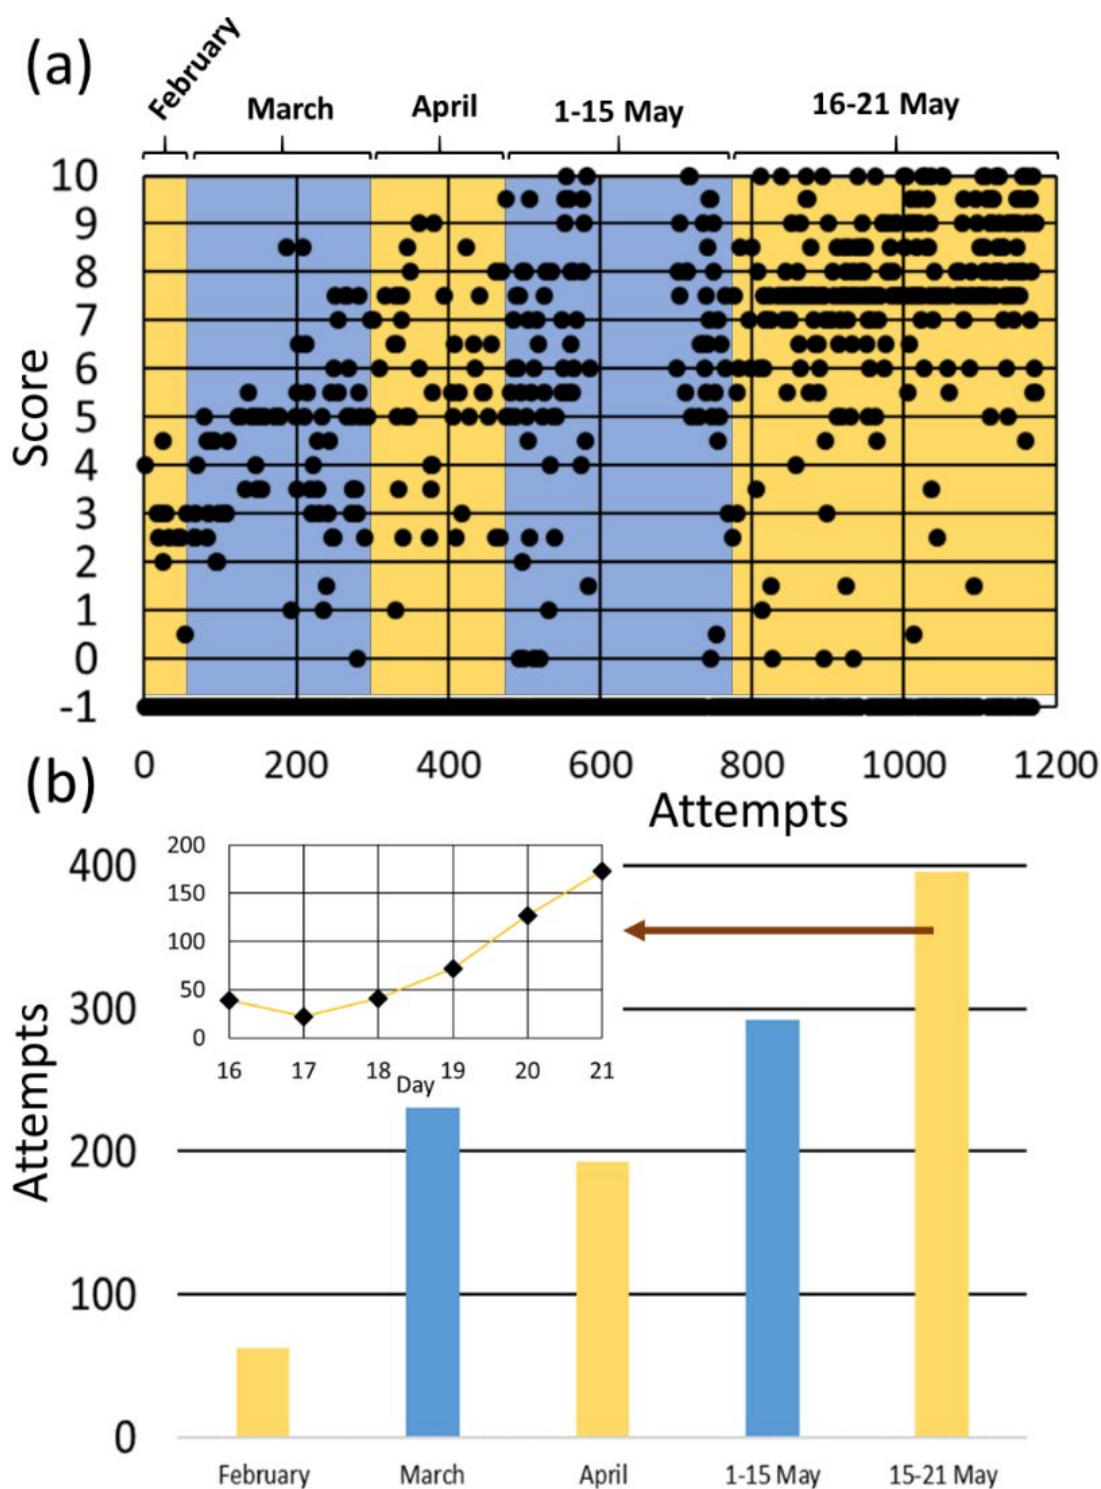 (a)
February
March
April
1-15 May
16-21 May
10
9
8
7
6
5
4
3
2
1
0
-1
Score
0 200 400 600 800 1000 1200
Attempts
(b)
400
300
200
100
0
Attempts
200
150
100
50
0
16 17 18 19 20 21
Day
February March April 1-15 May 15-21 May